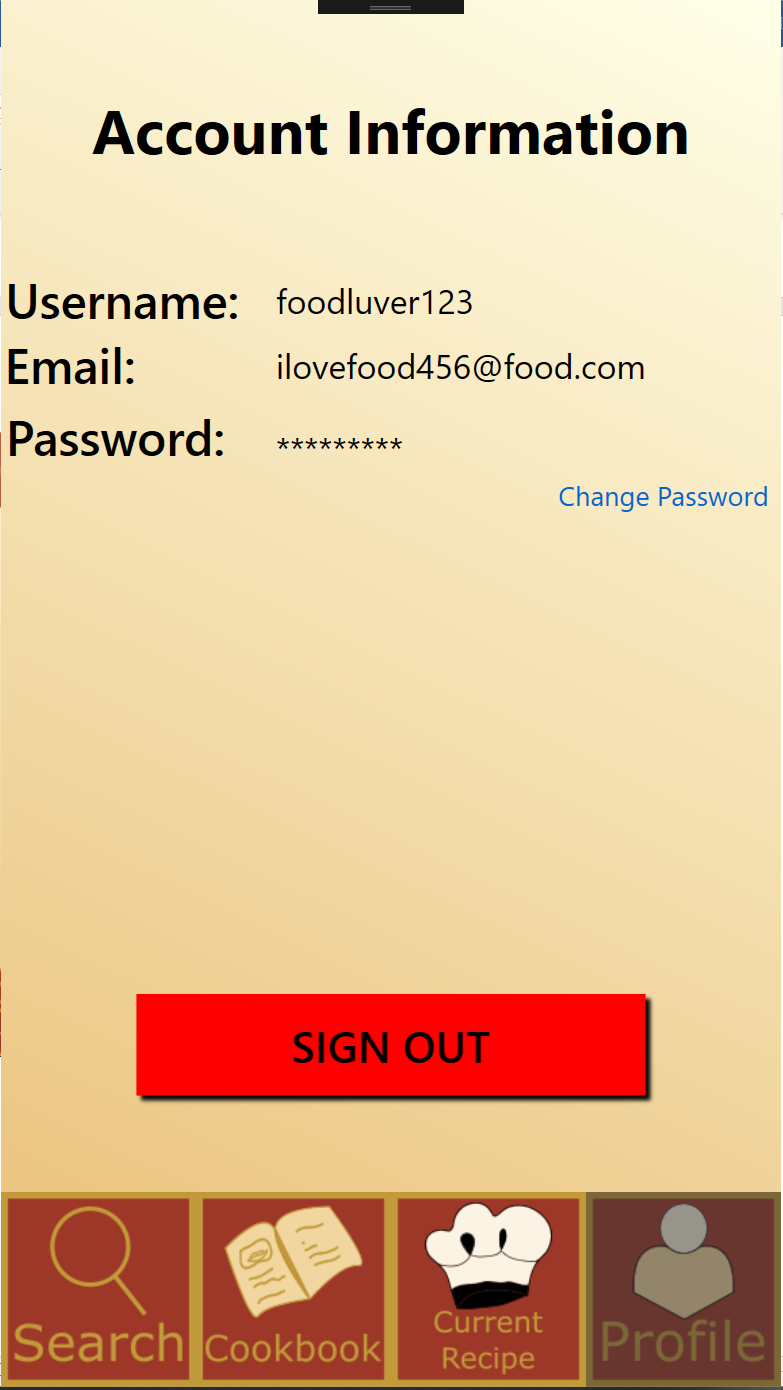 Account Information
Username: foodluver123
Email: ilovefood456@food.com
Password: *********
Change Password
SIGN OUT
Search
Cookbook
Current
Recipe
Profile